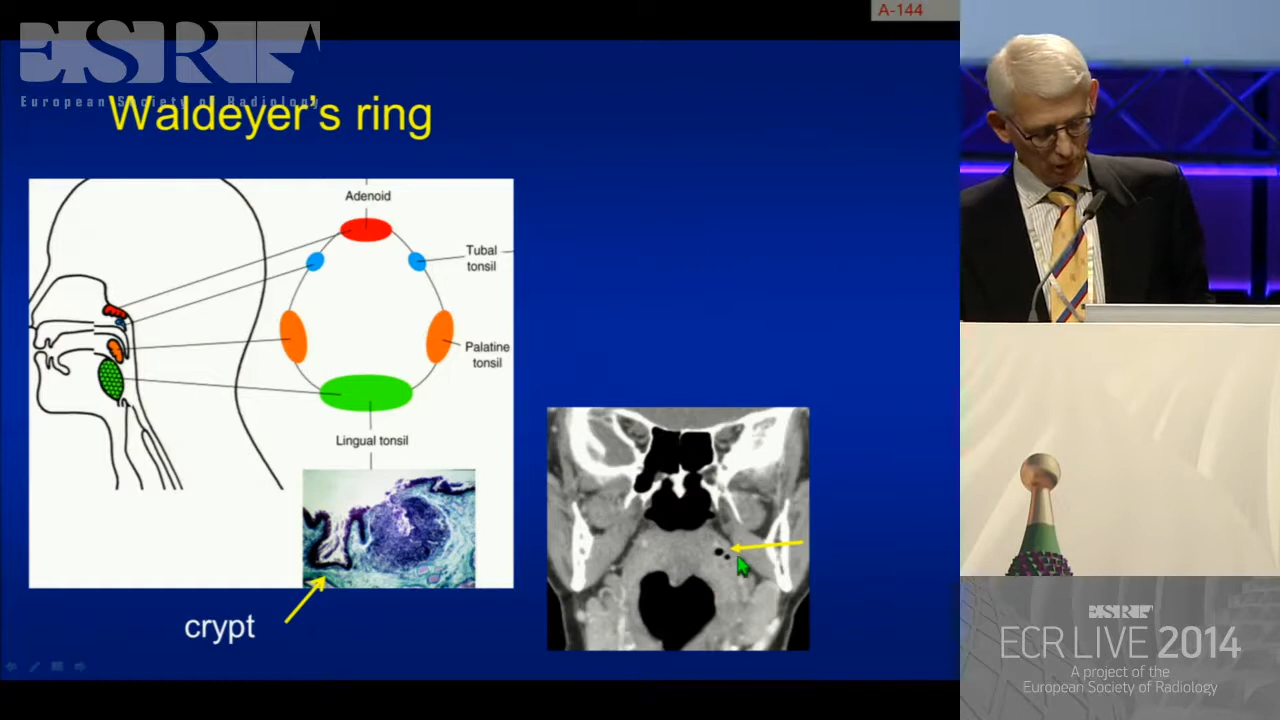 A-144
ESR
European Society of Radiology
Waldeyer's ring
Adenoid
Tubal
tonsil
Palatine
tonsil
Lingual tonsil
crypt
ESR
ECR LIVE 2014
A project of the
European Society of Radiology